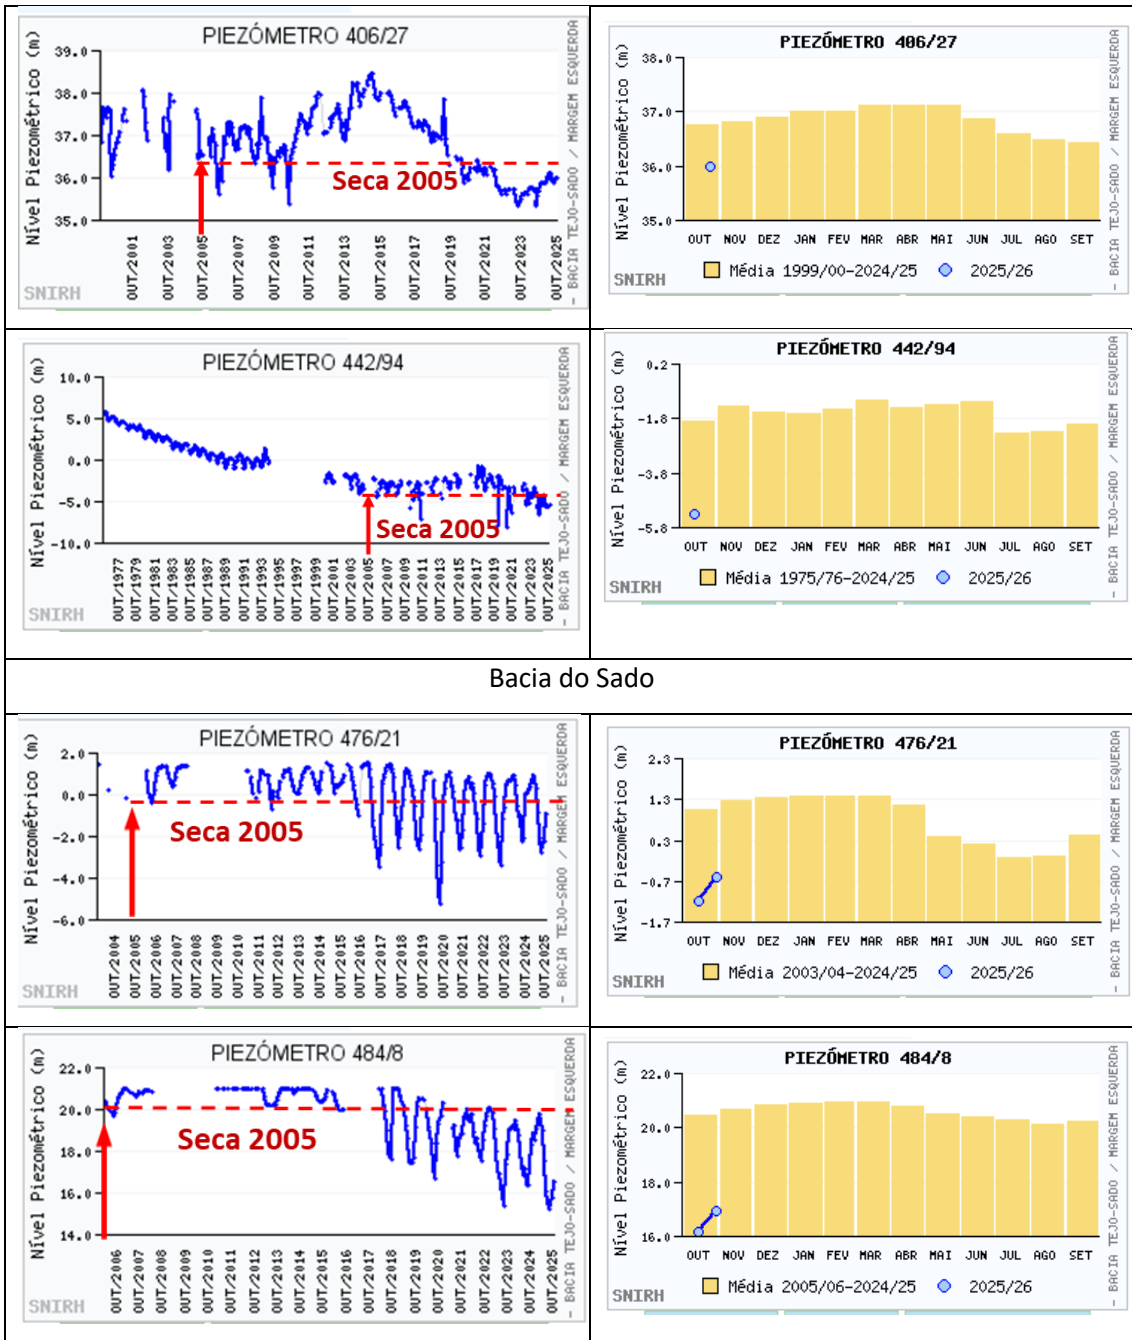 PIEZÓMETRO 406/27
Nível Piezométrico (m)
39.0
38.0
37.0
36.0
35.0
Seca 2005
OUT/2001
OUT/2003
OUT/2005
OUT/2007
OUT/2009
OUT/2011
OUT/2013
OUT/2015
OUT/2017
OUT/2019
OUT/2021
OUT/2023
OUT/2025
SNIRH
- BACIA TEJO-SADO / MARGEM ESQUERDA
PIEZÓMETRO 406/27
Nível Piezométrico (m)
38.0
37.0
36.0
35.0
OUT NOV DEZ JAN FEV MAR ABR MAI JUN JUL AGO SET
Média 1999/00-2024/25 2025/26
SNIRH
- BACIA TEJO-SADO / MARGEM ESQUERDA
PIEZÓMETRO 442/94
Nível Piezométrico (m)
10.0
5.0
0.0
-5.0
-10.0
Seca 2005
OUT/1977
OUT/1979
OUT/1981
OUT/1983
OUT/1985
OUT/1987
OUT/1989
OUT/1991
OUT/1993
OUT/1995
OUT/1997
OUT/1999
OUT/2001
OUT/2003
OUT/2005
OUT/2007
OUT/2009
OUT/2011
OUT/2013
OUT/2015
OUT/2017
OUT/2019
OUT/2021
OUT/2023
OUT/2025
SNIRH
- BACIA TEJO-SADO / MARGEM ESQUERDA
PIEZÓMETRO 442/94
Nível Piezométrico (m)
0.2
-1.8
-3.8
-5.8
OUT NOV DEZ JAN FEV MAR ABR MAI JUN JUL AGO SET
Média 1975/76-2024/25 2025/26
SNIRH
- BACIA TEJO-SADO / MARGEM ESQUERDA
Bacia do Sado
PIEZÓMETRO 476/21
Nível Piezométrico (m)
2.0
0.0
-2.0
-4.0
-6.0
Seca 2005
OUT/2004
OUT/2005
OUT/2006
OUT/2007
OUT/2008
OUT/2009
OUT/2010
OUT/2011
OUT/2012
OUT/2013
OUT/2014
OUT/2015
OUT/2016
OUT/2017
OUT/2018
OUT/2019
OUT/2020
OUT/2021
OUT/2022
OUT/2023
OUT/2024
OUT/2025
SNIRH
- BACIA TEJO-SADO / MARGEM ESQUERDA
PIEZÓMETRO 476/21
Nível Piezométrico (m)
2.3
1.3
0.3
-0.7
-1.7
OUT NOV DEZ JAN FEV MAR ABR MAI JUN JUL AGO SET
Média 2003/04-2024/25 2025/26
SNIRH
- BACIA TEJO-SADO / MARGEM ESQUERDA
PIEZÓMETRO 484/8
Nível Piezométrico (m)
22.0
20.0
18.0
16.0
14.0
Seca 2005
OUT/2006
OUT/2007
OUT/2008
OUT/2009
OUT/2010
OUT/2011
OUT/2012
OUT/2013
OUT/2014
OUT/2015
OUT/2016
OUT/2017
OUT/2018
OUT/2019
OUT/2020
OUT/2021
OUT/2022
OUT/2023
OUT/2024
OUT/2025
SNIRH
- BACIA TEJO-SADO / MARGEM ESQUERDA
PIEZÓMETRO 484/8
Nível Piezométrico (m)
22.0
20.0
18.0
16.0
OUT NOV DEZ JAN FEV MAR ABR MAI JUN JUL AGO SET
Média 2005/06-2024/25 2025/26
SNIRH
- BACIA TEJO-SADO / MARGEM ESQUERDA